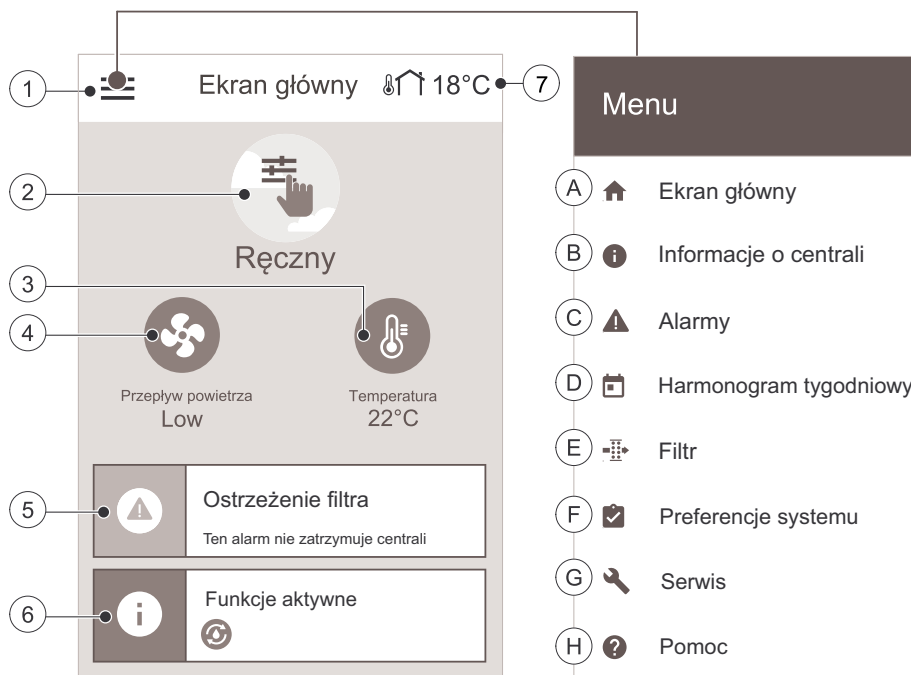 1
Ekran główny
18°C
7
Menu
2
Ręczny
3
4
Przepływ powietrza
Low
Temperatura
22°C
5
Ostrzeżenie filtra
Ten alarm nie zatrzymuje centrali
6
Funkcje aktywne
A
Ekran główny
B
Informacje o centrali
C
Alarmy
D
Harmonogram tygodniowy
E
Filtr
F
Preferencje systemu
G
Serwis
H
Pomoc